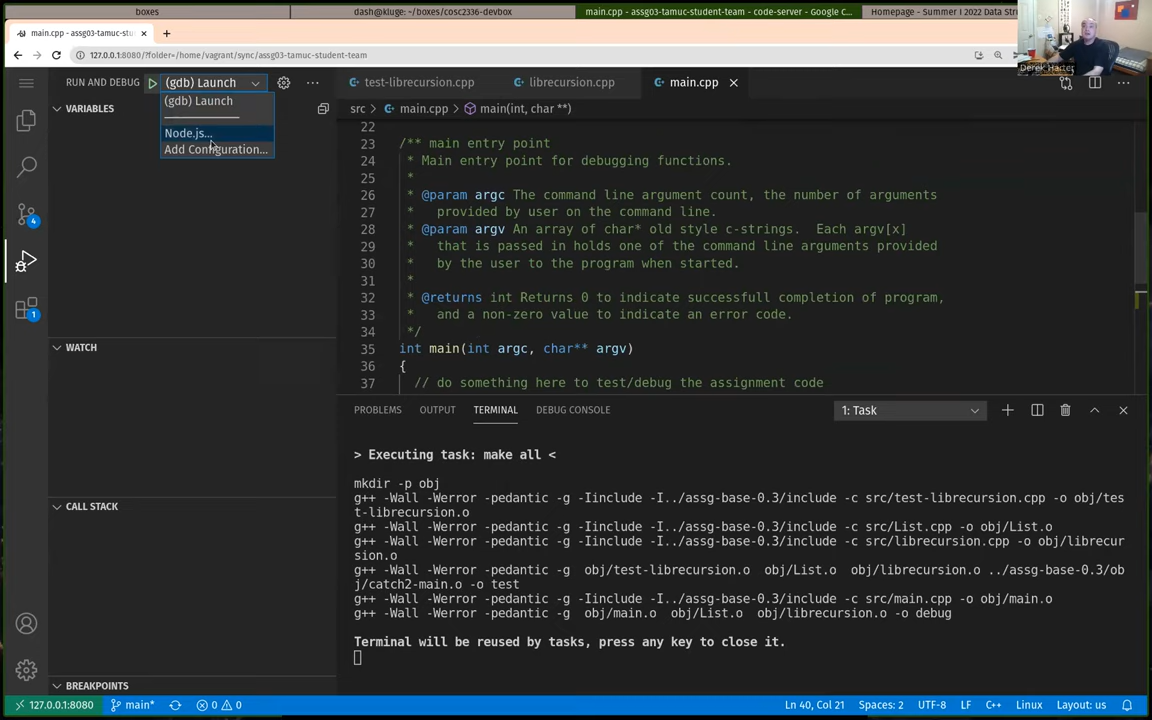 boxes
dash@kluge: ~/boxes/cosc2336-devbox
main.cpp - assg03-tamuc-student-team - code-server - Google C...
Homepage - Summer I 2022 Data Stru
main.cpp - assg03-tamuc-stu
127.0.0.1:8080/?folder=/home/vagrant/sync/assg03-tamuc-student-team
Derek Harter
RUN AND DEBUG
(gdb) Launch
test-librecursion.cpp
librecursion.cpp
main.cpp
(gdb) Launch
Node.js...
Add Configuration...
VARIABLES
WATCH
CALL STACK
BREAKPOINTS
4
1
src > main.cpp > main(int, char **)
22
23 /** main entry point
24 * Main entry point for debugging functions.
25 *
26 * @param argc The command line argument count, the number of arguments
27 * provided by user on the command line.
28 * @param argv An array of char* old style c-strings. Each argv[x]
29 * that is passed in holds one of the command line arguments provided
30 * by the user to the program when started.
31 *
32 * @returns int Returns 0 to indicate successfull completion of program,
33 * and a non-zero value to indicate an error code.
34 */
35 int main(int argc, char** argv)
36 {
37 // do something here to test/debug the assignment code
PROBLEMS OUTPUT TERMINAL DEBUG CONSOLE 1: Task
> Executing task: make all <
mkdir -p obj
g++ -Wall -Werror -pedantic -g -Iinclude -I../assg-base-0.3/include -c src/test-librecursion.cpp -o obj/tes
t-librecursion.o
g++ -Wall -Werror -pedantic -g -Iinclude -I../assg-base-0.3/include -c src/List.cpp -o obj/List.o
g++ -Wall -Werror -pedantic -g -Iinclude -I../assg-base-0.3/include -c src/librecursion.cpp -o obj/librecur
sion.o
g++ -Wall -Werror -pedantic -g obj/test-librecursion.o obj/List.o obj/librecursion.o ../assg-base-0.3/ob
j/catch2-main.o -o test
g++ -Wall -Werror -pedantic -g -Iinclude -I../assg-base-0.3/include -c src/main.cpp -o obj/main.o
g++ -Wall -Werror -pedantic -g obj/main.o obj/List.o obj/librecursion.o -o debug
Terminal will be reused by tasks, press any key to close it.
127.0.0.1:8080 main* 0 0 Ln 40, Col 21 Spaces: 2 UTF-8 LF C++ Linux Layout: us